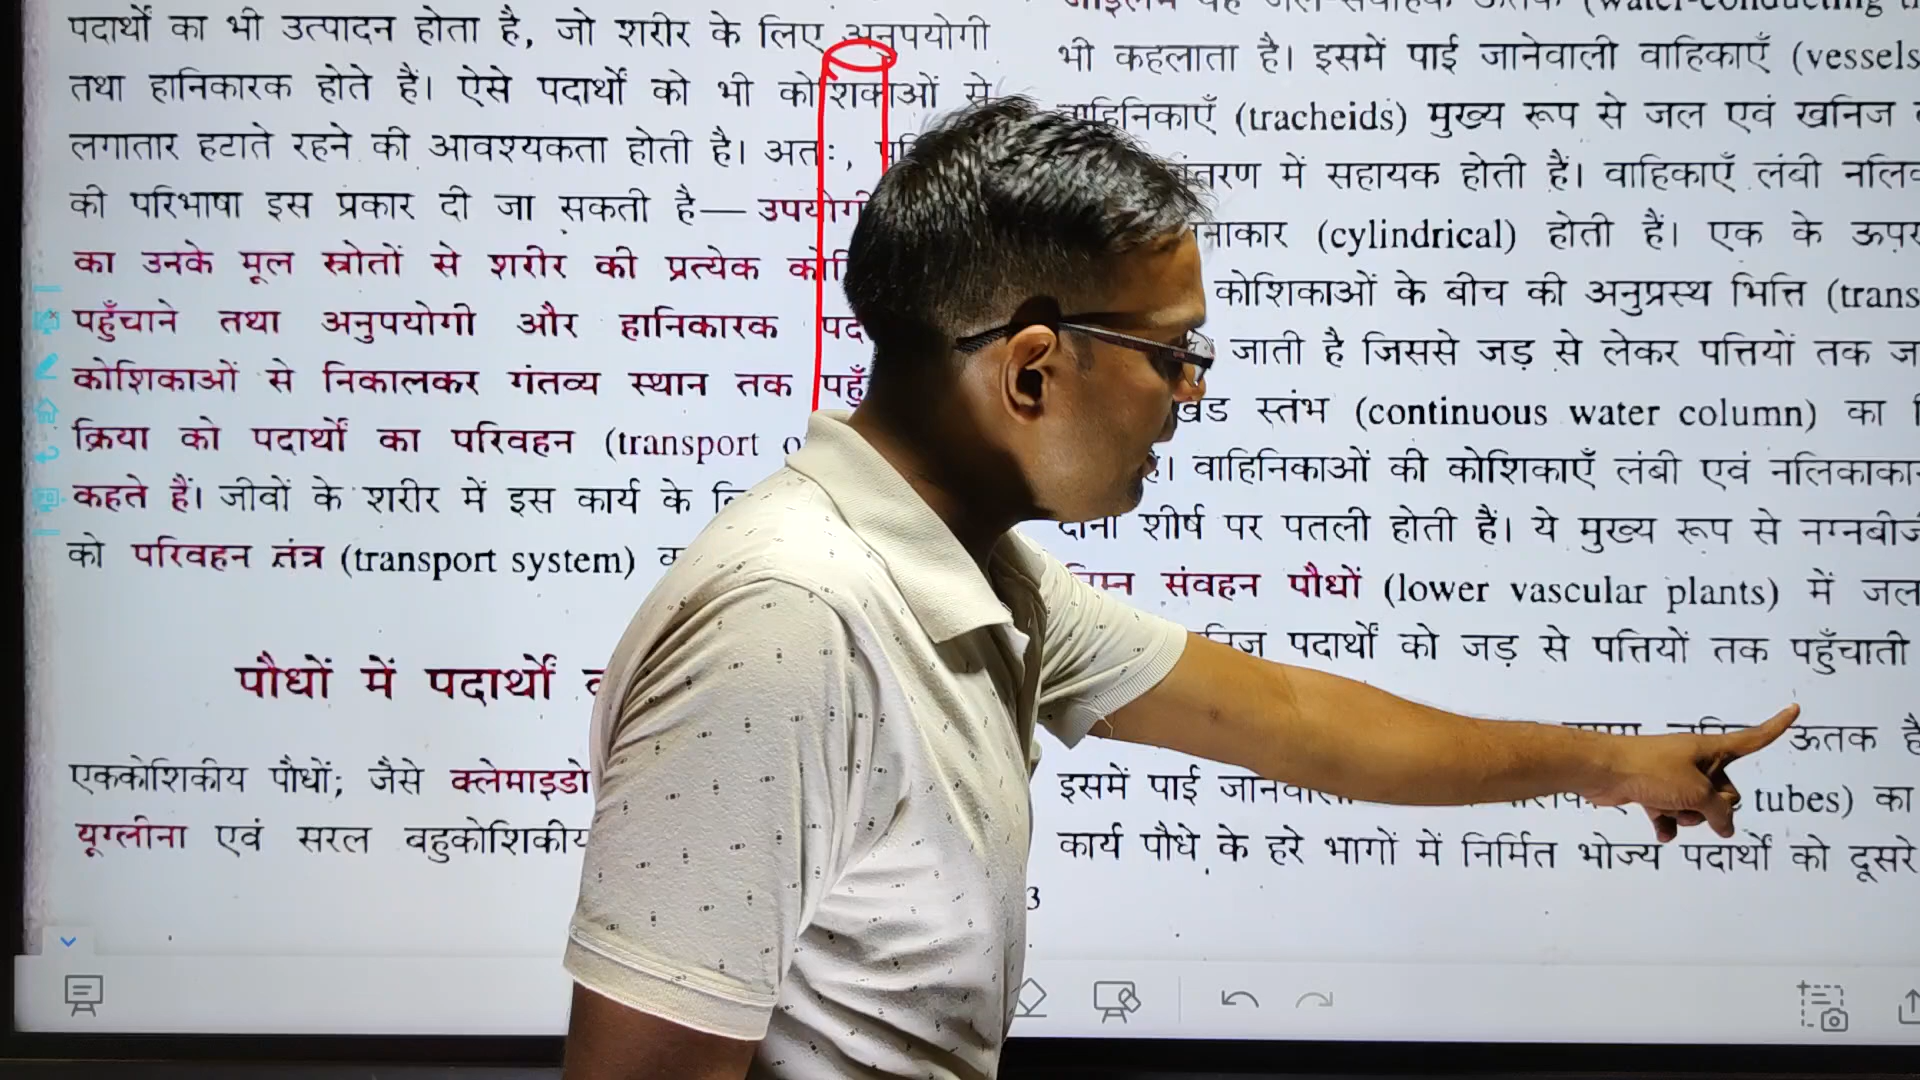 पदार्थों का भी उत्पादन होता है, जो शरीर के लिए अनुपयोगी
तथा हानिकारक होते हैं। ऐसे पदार्थों को भी कोशिकाओं से
लगातार हटाते रहने की आवश्यकता होती है। अतः,
की परिभाषा इस प्रकार दी जा सकती है— उपयोगी
का उनके मूल स्त्रोतों से शरीर की प्रत्येक
पहुँचाने तथा अनुपयोगी और हानिकारक
कोशिकाओं से निकालकर गंतव्य स्थान तक
क्रिया को पदार्थों का परिवहन (transport
कहते हैं। जीवों के शरीर में इस कार्य के
को परिवहन तंत्र (transport system)
पौधों में पदार्थों
एककोशिकीय पौधों; जैसे
यूग्लीना एवं सरल बहुकोशिकीय
भी कहलाता है। इसमें पाई जानेवाली वाहिकाएँ (vessels
वाहिनिकाएँ (tracheids) मुख्य रूप से जल एवं खनिज
में सहायक होती हैं। वाहिकाएँ लंबी
(cylindrical) होती हैं। एक के ऊपर
कोशिकाओं के बीच की अनुप्रस्थ भित्ति
जाती है जिससे जड़ से लेकर पत्तियों तक
स्तंभ (continuous water column) का
है। वाहिनिकाओं की कोशिकाएँ लंबी एवं
दोनों शीर्ष पर पतली होती हैं। ये मुख्य रूप से
निम्न संवहन पौधों (lower vascular plants) में जल
पदार्थों को जड़ से पत्तियों तक पहुँचाती
ऊतक है
इसमें पाई tubes) का
कार्य पौधे के हरे भागों में निर्मित भोज्य पदार्थों को दूसरे
3